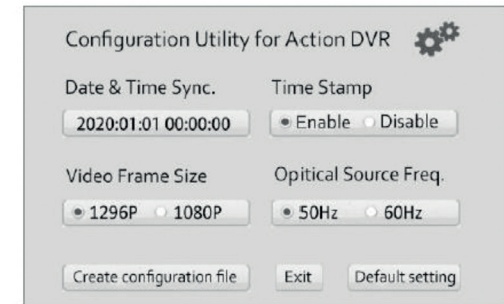 Configuration Utility for Action DVR
Date & Time Sync.
Time Stamp
2020:01:01 00:00:00
Enable Disable
Video Frame Size
Opitical Source Freq.
1296P 1080P
50Hz 60Hz
Create configuration file
Exit
Default setting